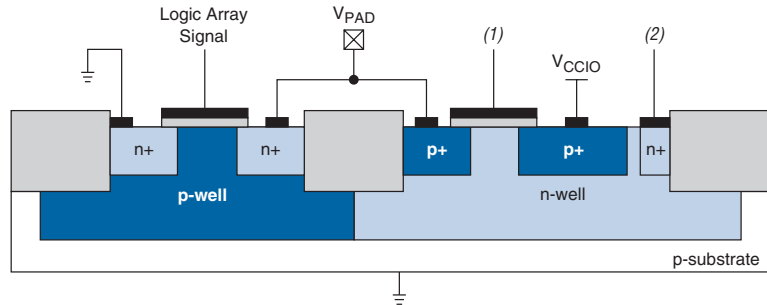 Logic Array
Signal
VPAD
(1)
VCCIO
(2)
n+
n+
p+
p+
n+
p-well
n-well
p-substrate